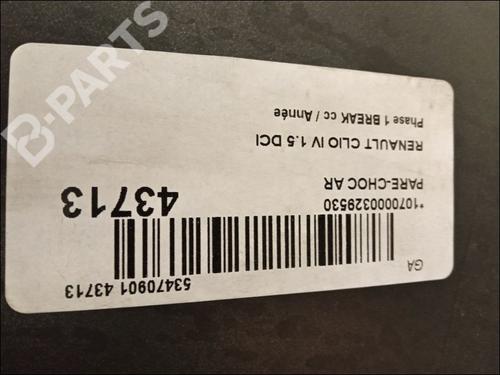 53470901 43713
GA
*1070000329530
PARE-CHOC AR
43713
RENAULT CLIO IV 1.5 DCI
Phase 1 BREAK cc / Année
B-PARTS